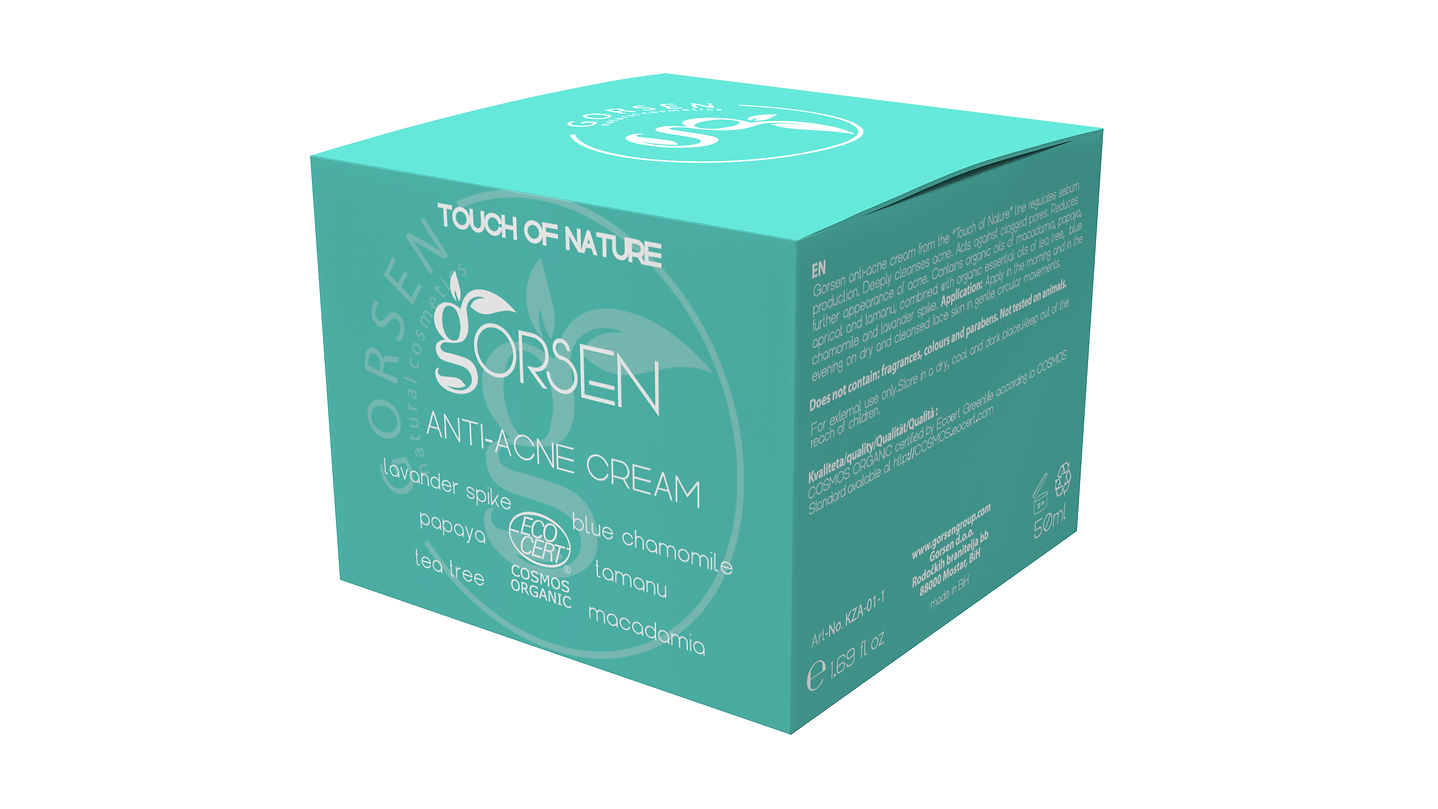 GORSEN
natural cosmetics
TOUCH OF NATURE
GORSEN
natural cosmetics
gORSEN
ANTI-ACNE CREAM
lavander spike
papaya
tea tree
ECO
CERT
®
COSMOS
ORGANIC
blue chamomile
tamanu
macadamia
EN
Gorsen anti-acne cream from the "Touch of Nature" line regulates sebum
production. Deeply cleanses acne. Acts against clogged pores. Reduces
further appearance of acne. Contains organic oils of macadamia, papaya,
apricot and tamanu, combined with organic essential oils of tea tree, blue
chamomile and lavander spike. Application: Apply in the morning and in the
evening on dry and cleansed face skin in gentle circular movements.
Does not contain: fragrances, colours and parabens. Not tested on animals.
For external use only.Store in a dry, cool and dark place.Keep out of the
reach of children.
Kvaliteta/quality/Qualität/Qualità :
COSMOS ORGANIC certified by Ecocert Greenlife according to COSMOS
Standard available at http://COSMOS.ecocert.com
www.gorsengroup.com
Gorsen d.o.o.
Rodočkih branitelja bb
88000 Mostar, BiH
made in BiH
50ml
Art-No. KZA-01-1
e 1.69 fl oz